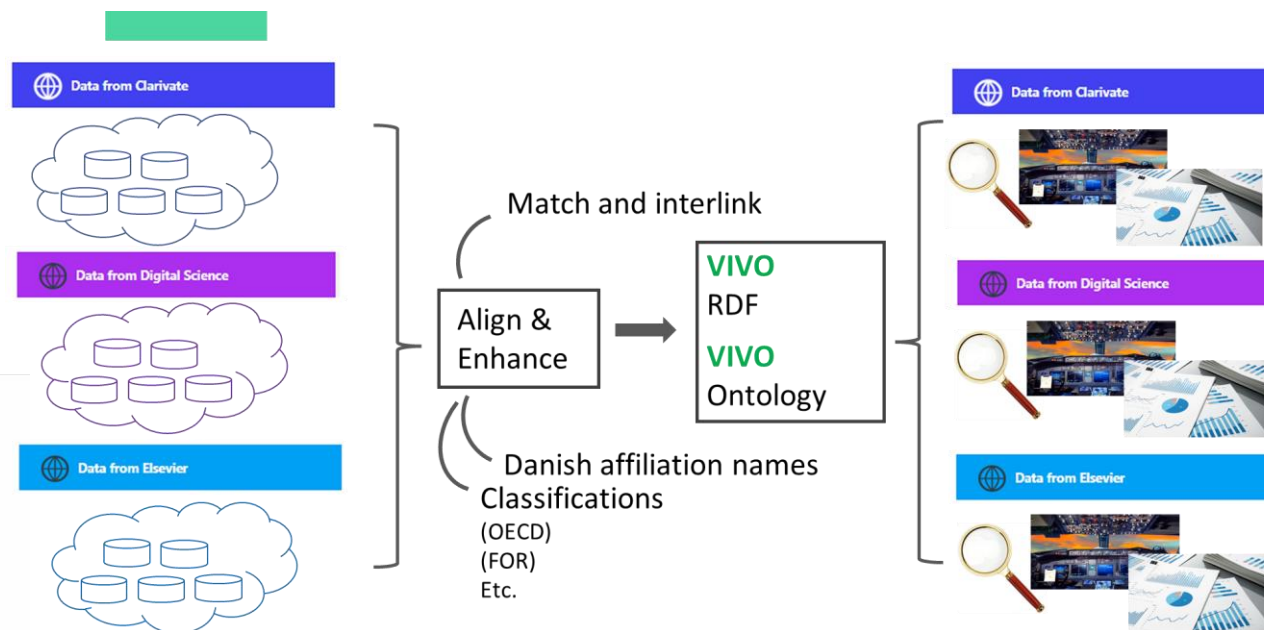 Data from Clarivate
Data from Digital Science
Data from Elsevier
Match and interlink
Align &
Enhance
Danish affiliation names
Classifications
(OECD)
(FOR)
Etc.
VIVO
RDF
VIVO
Ontology
Data from Clarivate
Data from Digital Science
Data from Elsevier